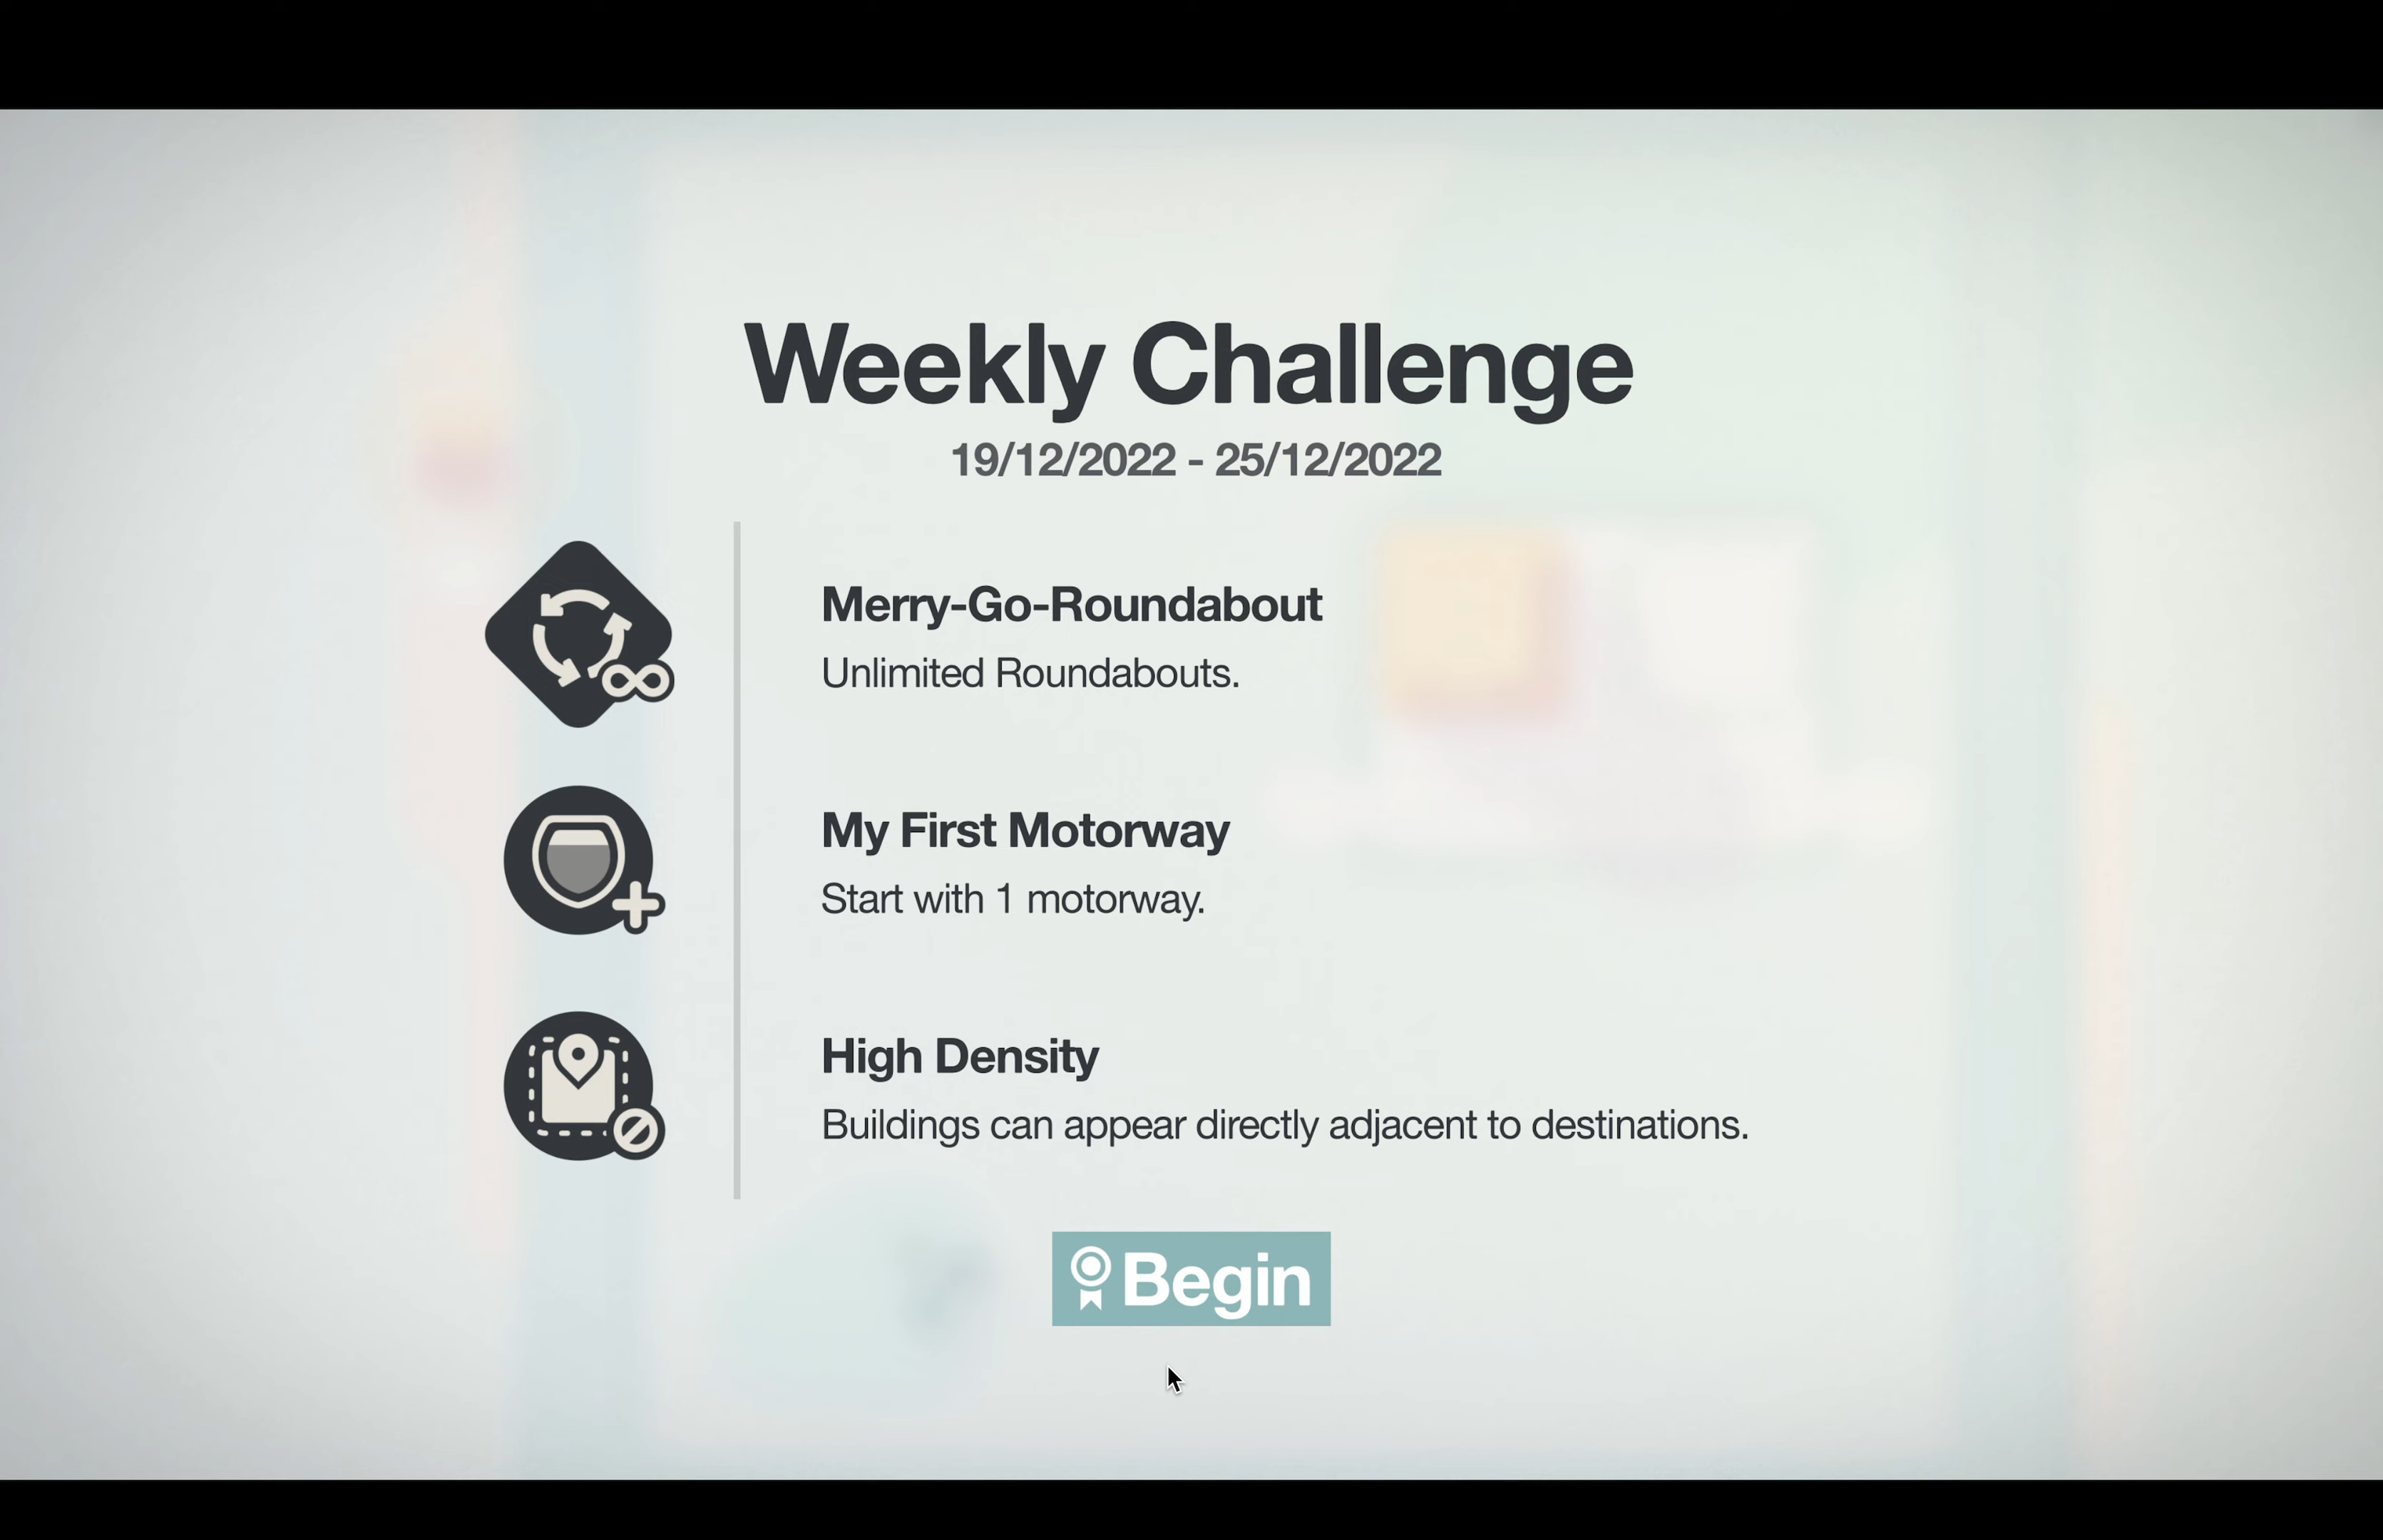 Weekly Challenge
19/12/2022 - 25/12/2022
Merry-Go-Roundabout
Unlimited Roundabouts.
My First Motorway
Start with 1 motorway.
High Density
Buildings can appear directly adjacent to destinations.
Begin